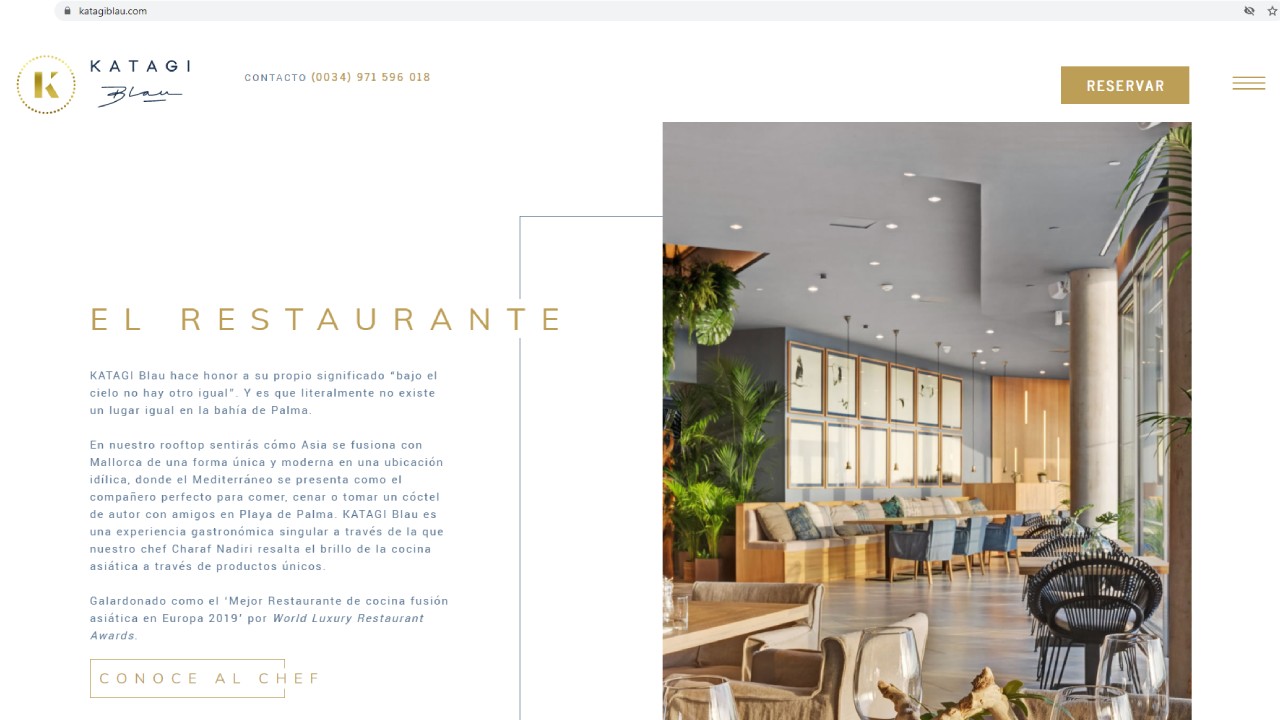 katagiblau.com
KATAGI
Blau
CONTACTO (0034) 971 596 018
RESERVAR
EL RESTAURANTE
KATAGI Blau hace honor a su propio significado “bajo el
cielo no hay otro igual”. Y es que literalmente no existe
un lugar igual en la bahía de Palma.
En nuestro rooftop sentirás cómo Asia se fusiona con
Mallorca de una forma única y moderna en una ubicación
idílica, donde el Mediterráneo se presenta como el
compañero perfecto para comer, cenar o tomar un cóctel
de autor con amigos en Playa de Palma. KATAGI Blau es
una experiencia gastronómica singular a través de la que
nuestro chef Charaf Nadiri resalta el brillo de la cocina
asiática a través de productos únicos.
Galardonado como el ‘Mejor Restaurante de cocina fusión
asiática en Europa 2019’ por World Luxury Restaurant
Awards.
CONOCE AL CHEF